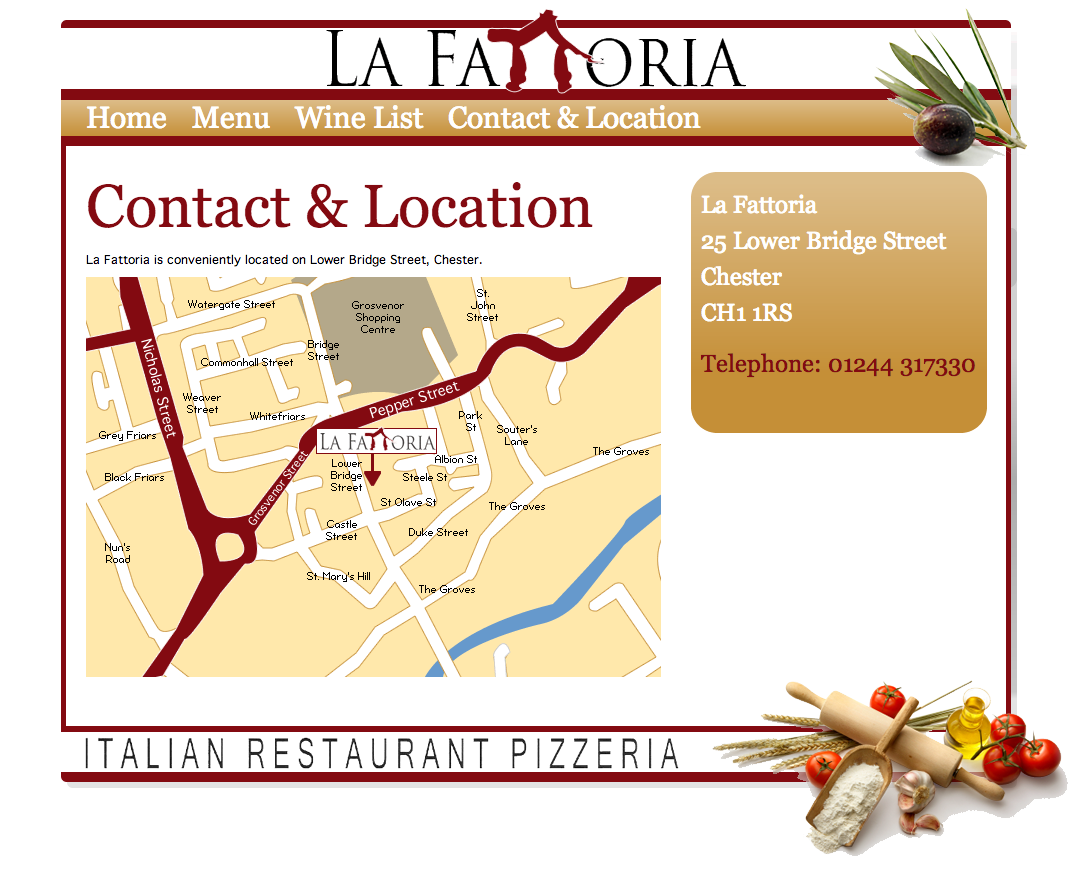 LA FATTORIA
Home Menu Wine List Contact & Location
Contact & Location
La Fattoria is conveniently located on Lower Bridge Street, Chester.
La Fattoria
25 Lower Bridge Street
Chester
CH1 1RS
Telephone: 01244 317330
Watergate Street
Grosvenor
Shopping
Centre
St.
John
Street
Nicholas Street
Bridge
Street
Commonhall Street
Weaver
Street
Whitefriars
Pepper Street
Park
St
Souter's
Lane
Grey Friars
LA FATTORIA
The Groves
Black Friars
Grosvenor Street
Lower
Bridge
Street
Albion St
Steele St
St Olave St
The Groves
Castle
Street
Duke Street
Nun's
Road
St. Mary's Hill
The Groves
ITALIAN RESTAURANT PIZZERIA